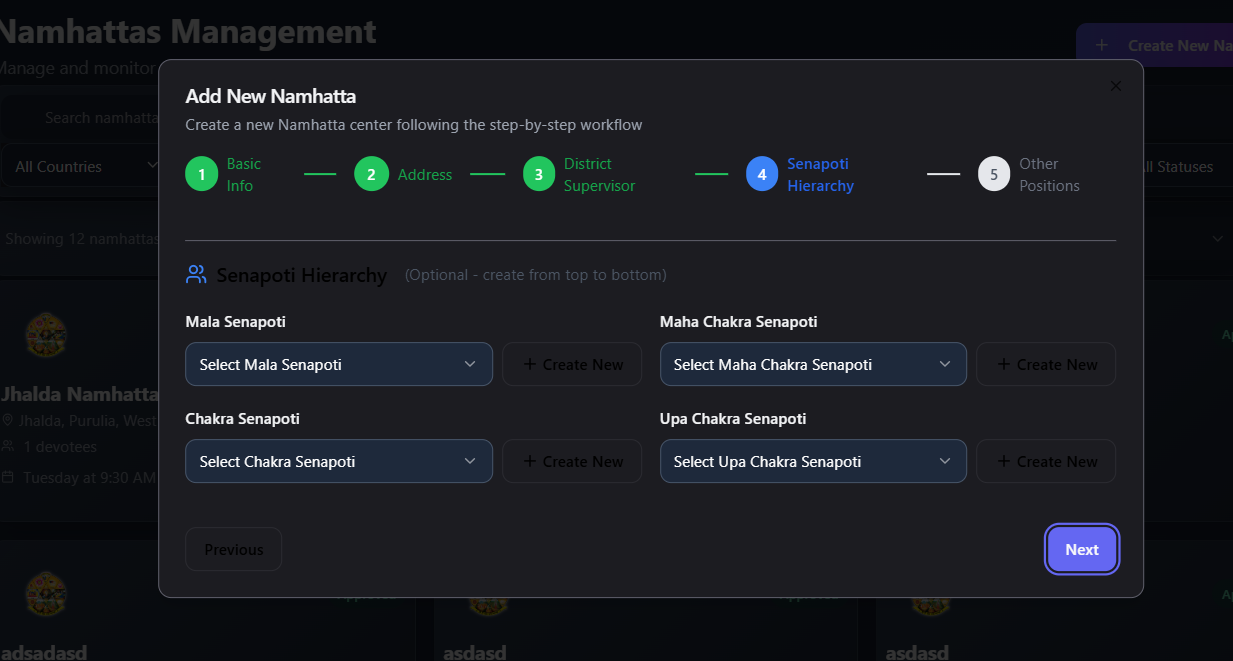 Namhattas Management
Manage and monitor
+ Create New Na
Search namhatta
All Countries
All Statuses
Showing 12 namhattas
Add New Namhatta
Create a new Namhatta center following the step-by-step workflow
1 Basic Info
2 Address
3 District Supervisor
4 Senapoti Hierarchy
5 Other Positions
Senapoti Hierarchy (Optional - create from top to bottom)
Mala Senapoti
Select Mala Senapoti
+ Create New
Maha Chakra Senapoti
Select Maha Chakra Senapoti
+ Create New
Chakra Senapoti
Select Chakra Senapoti
+ Create New
Upa Chakra Senapoti
Select Upa Chakra Senapoti
+ Create New
Previous
Next
Jhalda Namhatta
Jhalda, Purulia, West
1 devotees
Tuesday at 9:30 AM
adsadasd
asdasd
asdasd